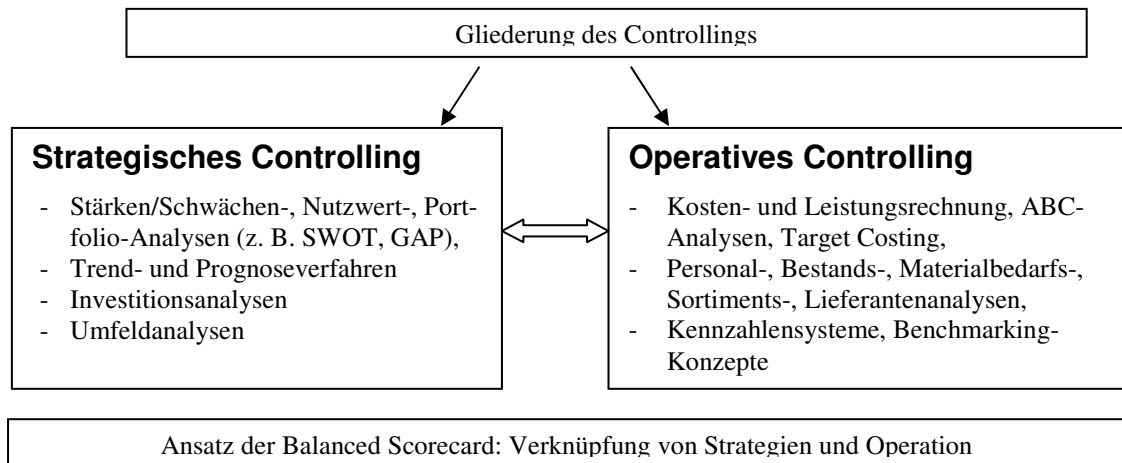 Gliederung des Controllings
Strategisches Controlling
- Stärken/Schwächen-, Nutzwert-, Port-
folio-Analysen (z. B. SWOT, GAP),
- Trend- und Prognoseverfahren
- Investitionsanalysen
- Umfeldanalysen
Operatives Controlling
- Kosten- und Leistungsrechnung, ABC-
Analysen, Target Costing,
- Personal-, Bestands-, Materialbedarfs-,
Sortiments-, Lieferantenanalysen,
- Kennzahlensysteme, Benchmarking-
Konzepte
Ansatz der Balanced Scorecard: Verknüpfung von Strategien und Operation